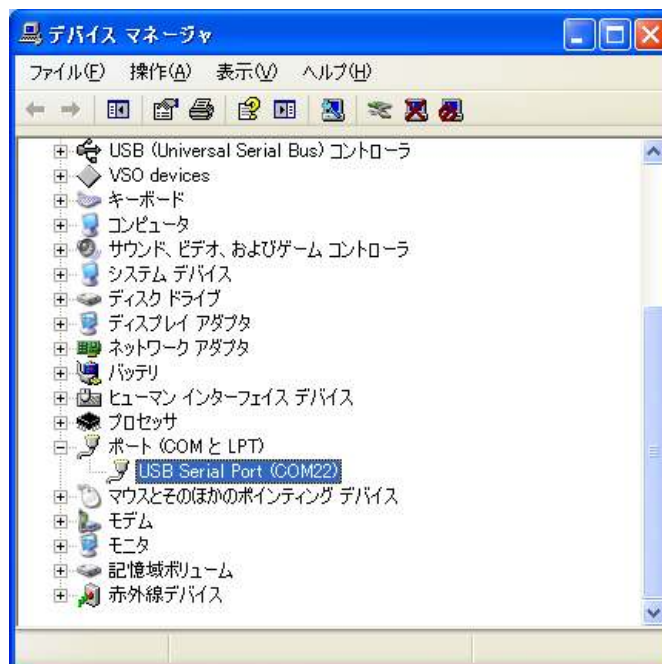 デバイス マネージャ
ファイル(F) 操作(A) 表示(V) ヘルプ(H)
USB (Universal Serial Bus) コントローラ
VSO devices
キーボード
コンピュータ
サウンド、ビデオ、およびゲーム コントローラ
システム デバイス
ディスク ドライブ
ディスプレイ アダプタ
ネットワーク アダプタ
バッテリ
ヒューマン インターフェイス デバイス
プロセッサ
ポート (COM と LPT)
USB Serial Port (COM22)
マウスとそのほかのポインティング デバイス
モデム
モニタ
記憶域ボリューム
赤外線デバイス